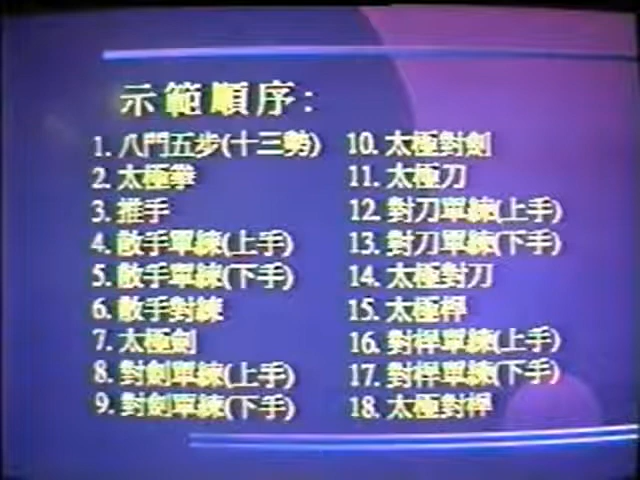 示範順序:
1. 八門五步(十三勢)
2. 太極拳
3. 推手
4. 散手單練(上手)
5. 散手單練(下手)
6. 散手對練
7. 太極劍
8. 對劍單練(上手)
9. 對劍單練(下手)
10. 太極對劍
11. 太極刀
12. 對刀單練(上手)
13. 對刀單練(下手)
14. 太極對刀
15. 太極桿
16. 對桿單練(上手)
17. 對桿單練(下手)
18. 太極對桿